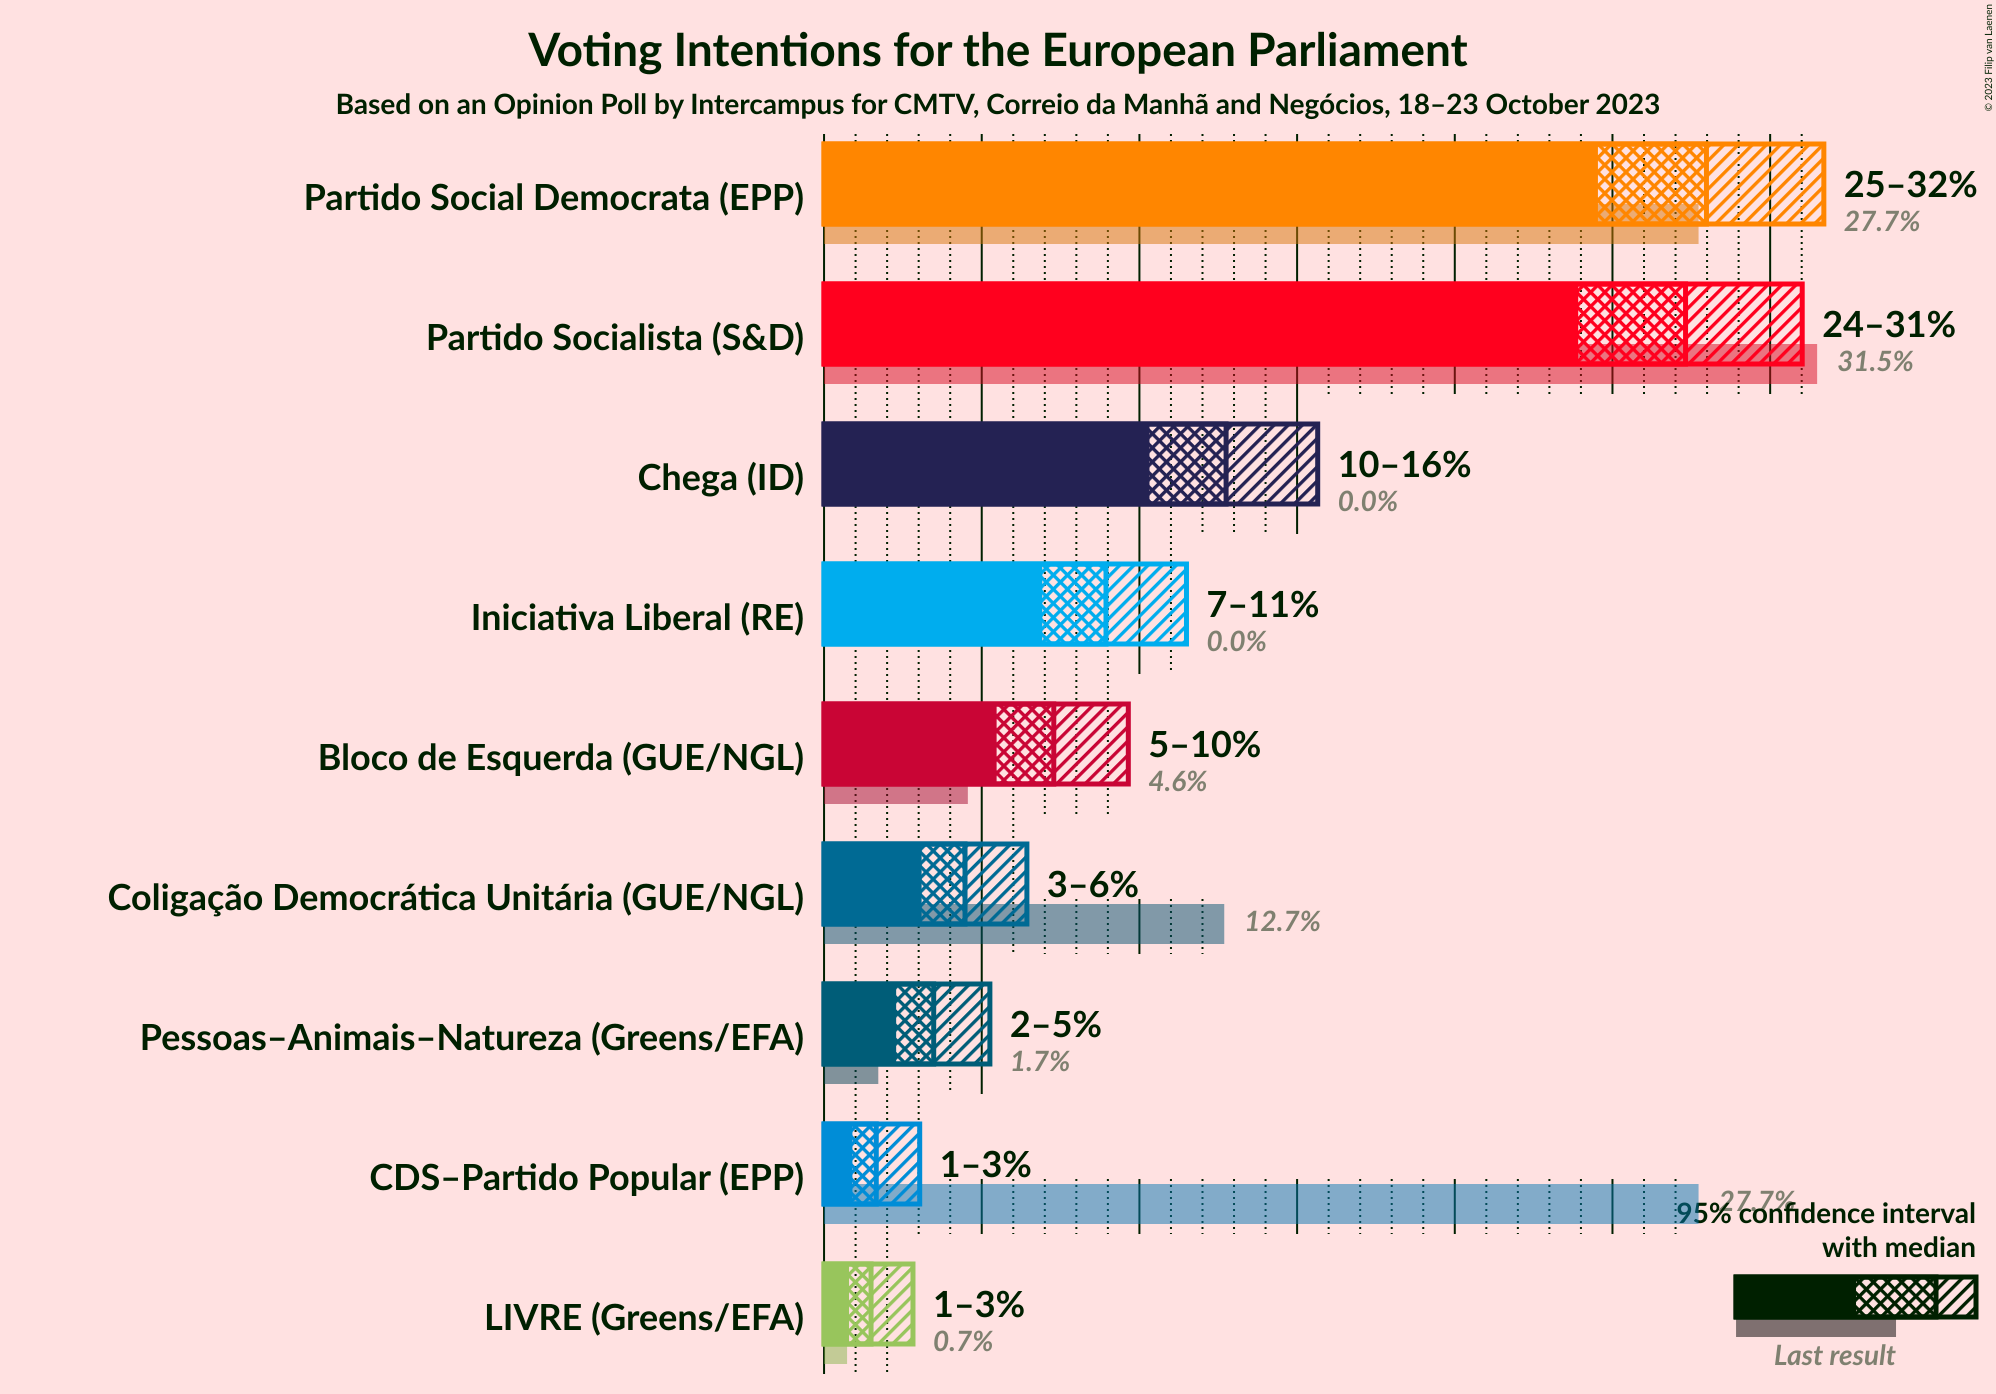 Voting Intentions for the European Parliament
Based on an Opinion Poll by Intercampus for CMTV, Correio da Manhã and Negócios, 18–23 October 2023
© 2023 Filip van Laenen
Partido Social Democrata (EPP)
25–32%
27.7%
Partido Socialista (S&D)
24–31%
31.5%
Chega (ID)
10–16%
0.0%
Iniciativa Liberal (RE)
7–11%
0.0%
Bloco de Esquerda (GUE/NGL)
5–10%
4.6%
Coligação Democrática Unitária (GUE/NGL)
3–6%
12.7%
Pessoas–Animais–Natureza (Greens/EFA)
2–5%
1.7%
CDS–Partido Popular (EPP)
1–3%
27.7%
LIVRE (Greens/EFA)
1–3%
0.7%
95% confidence interval
with median
Last result